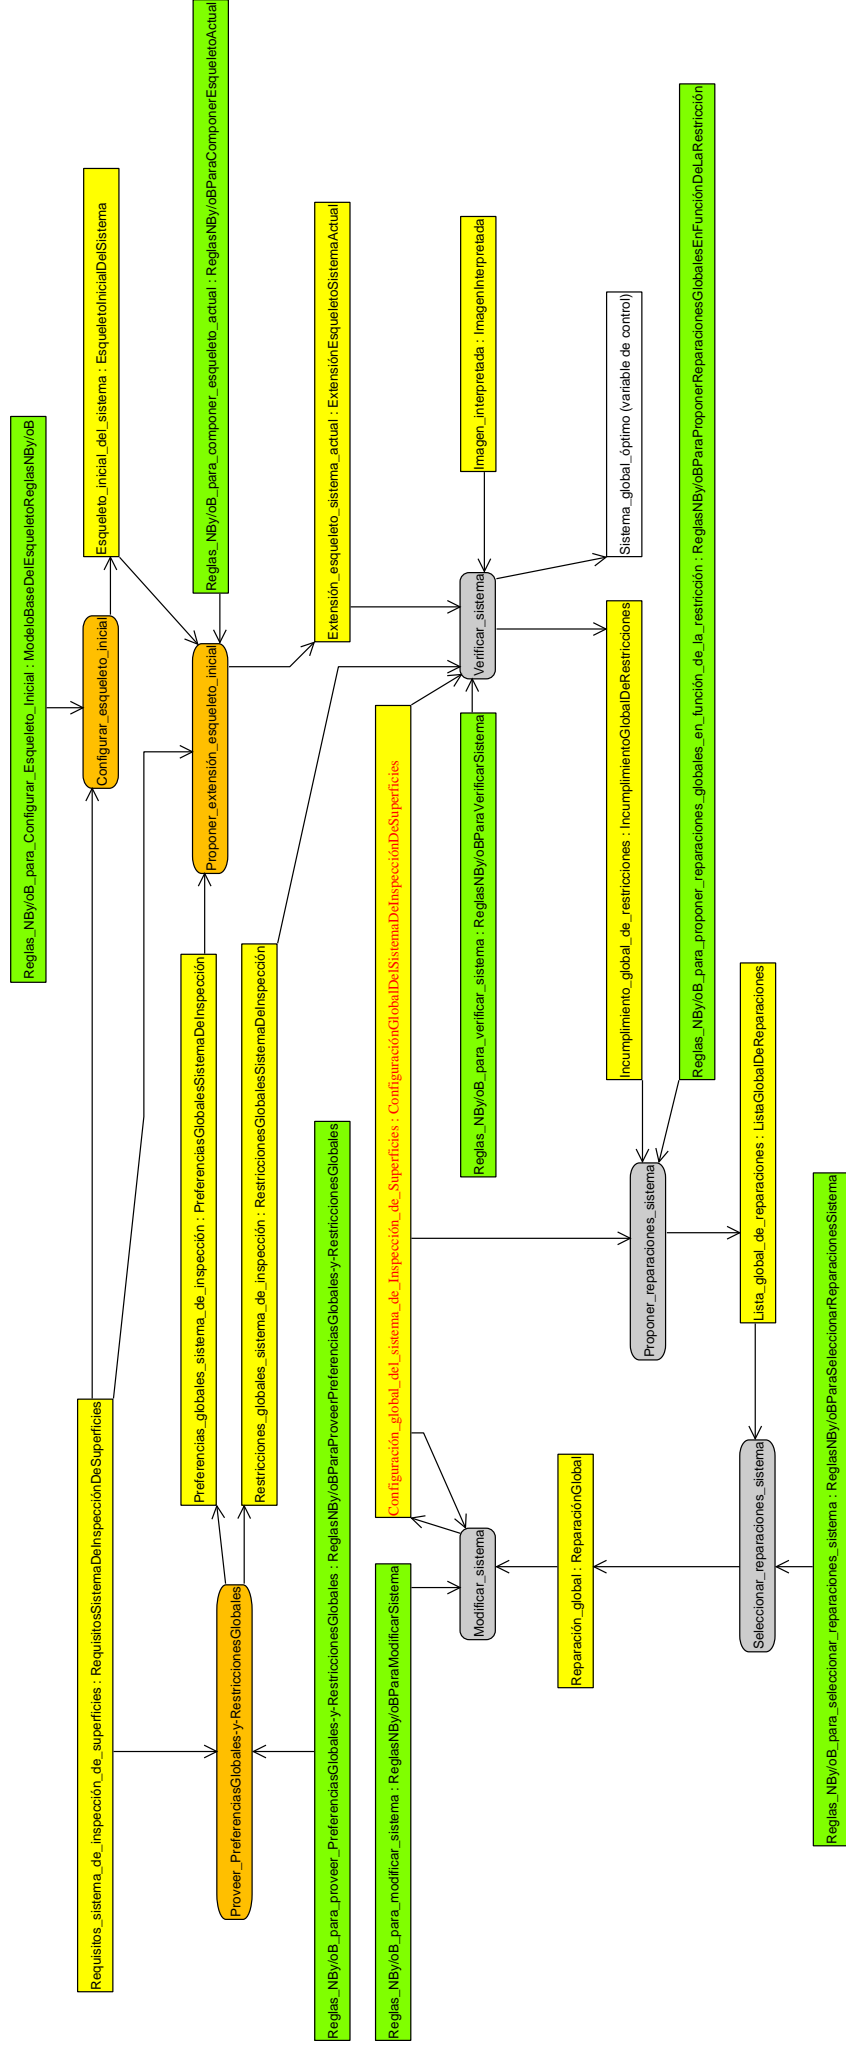 Reglas_NBy/oB_para_Configurar_Esqueleto_Inicial : ModeloBaseDelEsqueletoReglasNBy/oB
Requisitos_sistema_de_inspección_de_superficies : RequisitosSistemaDeInspecciónDeSuperficies
Configurar_esqueleto_inicial
Esqueleto_inicial_del_sistema : EsqueletoInicialDelSistema
Preferencias_globales_sistema_de_inspección : PreferenciasGlobalesSistemaDeInspección
Proponer_extensión_esqueleto_inicial
Reglas_NBy/oB_para_componer_esqueleto_actual : ReglasNBy/oBParaComponerEsqueletoActual
Proveer_PreferenciasGlobales-y-RestriccionesGlobales
Restricciones_globales_sistema_de_inspección : RestriccionesGlobalesSistemaDeInspección
Reglas_NBy/oB_para_proveer_PreferenciasGlobales-y-RestriccionesGlobales : ReglasNBy/oBParaProveerPreferenciasGlobales-y-RestriccionesGlobales
Extensión_esqueleto_sistema_actual : ExtensiónEsqueletoSistemaActual
Reglas_NBy/oB_para_modificar_sistema : ReglasNBy/oBParaModificarSistema
Configuración_global_del_sistema_de_Inspección_de_Superficies : ConfiguraciónGlobalDelSistemaDeInspecciónDeSuperficies
Modificar_sistema
Reglas_NBy/oB_para_verificar_sistema : ReglasNBy/oBParaVerificarSistema
Verificar_sistema
Imagen_interpretada : ImagenInterpretada
Reparación_global : ReparaciónGlobal
Incumplimiento_global_de_restricciones : IncumplimientoGlobalDeRestricciones
Sistema_global_óptimo (variable de control)
Proponer_reparaciones_sistema
Reglas_NBy/oB_para_proponer_reparaciones_globales_en_función_de_la_restricción : ReglasNBy/oBParaProponerReparacionesGlobalesEnFunciónDeLaRestricción
Seleccionar_reparaciones_sistema
Lista_global_de_reparaciones : ListaGlobalDeReparaciones
Reglas_NBy/oB_para_seleccionar_reparaciones_sistema : ReglasNBy/oBParaSeleccionarReparacionesSistema